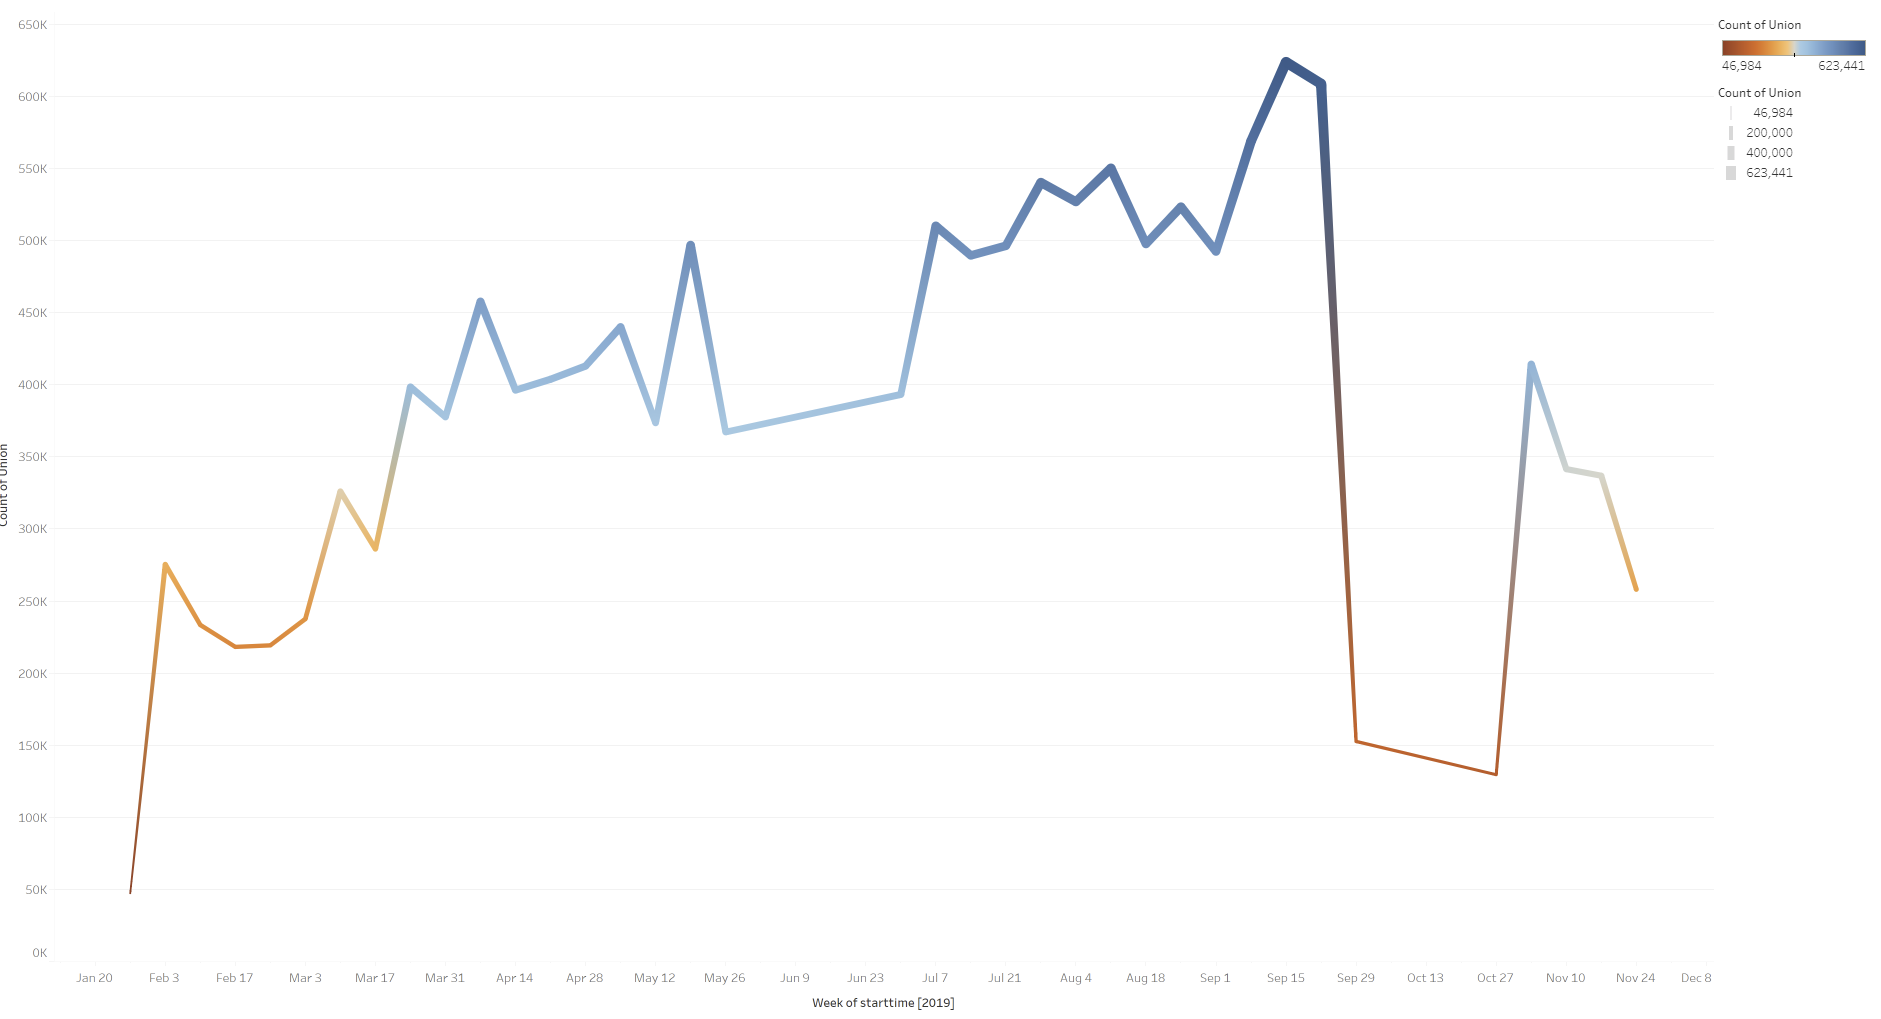 650K
600K
550K
500K
450K
400K
350K
300K
250K
200K
150K
100K
50K
0K
Count of Union
Jan 20 Feb 3 Feb 17 Mar 3 Mar 17 Mar 31 Apr 14 Apr 28 May 12 May 26 Jun 9 Jun 23 Jul 7 Jul 21 Aug 4 Aug 18 Sep 1 Sep 15 Sep 29 Oct 13 Oct 27 Nov 10 Nov 24 Dec 8
Week of starttime [2019]
Count of Union
46,984 623,441
Count of Union
46,984
200,000
400,000
623,441